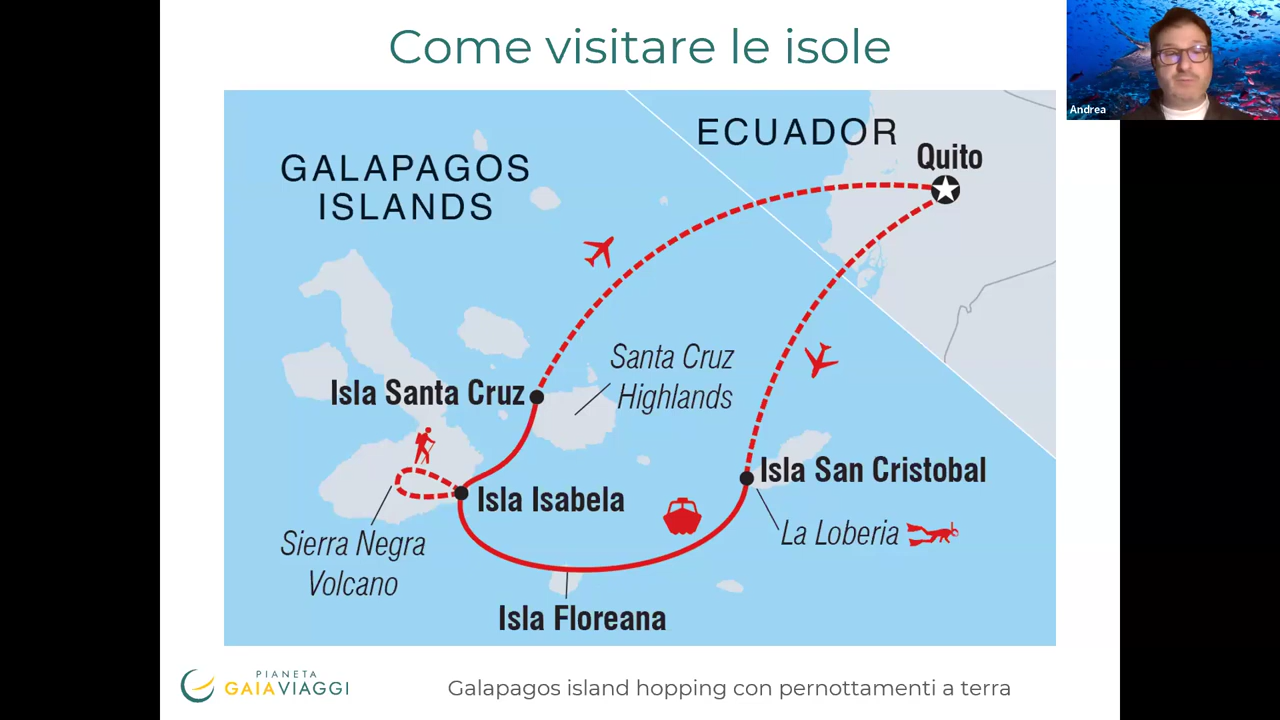 Come visitare le isole
Andrea
ECUADOR
Quito
GALAPAGOS
ISLANDS
Santa Cruz
Highlands
Isla Santa Cruz
Isla San Cristobal
Isla Isabela
La Loberia
Sierra Negra
Volcano
Isla Floreana
PIANETA
GAIAVIAGGI
Galapagos island hopping con pernottamenti a terra